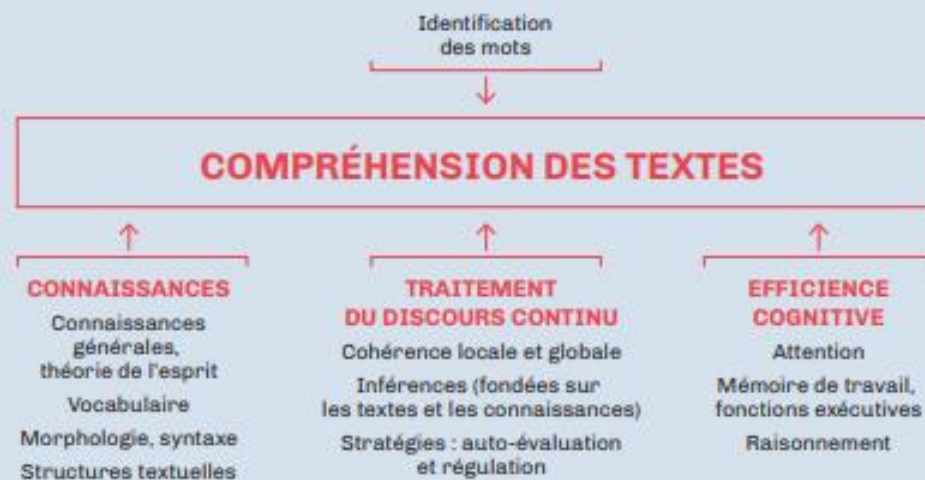 Identification
des mots
COMPRÉHENSION DES TEXTES
CONNAISSANCES
Connaissances
générales,
théorie de l'esprit
Vocabulaire
Morphologie, syntaxe
Structures textuelles
TRAITEMENT
DU DISCOURS CONTINU
Cohérence locale et globale
Inférences (fondées sur
les textes et les connaissances)
Stratégies : auto-évaluation
et régulation
EFFICIENCE
COGNITIVE
Attention
Mémoire de travail,
fonctions exécutives
Raisonnement